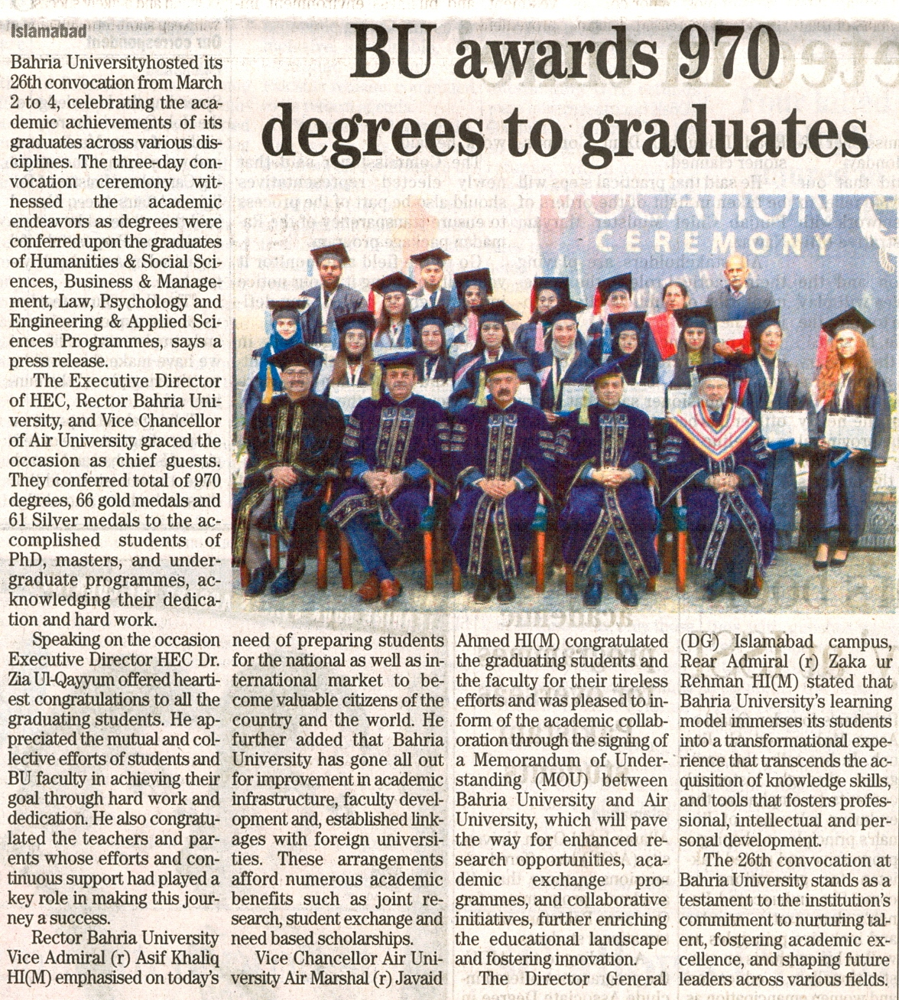 Islamabad
BU awards 970
degrees to graduates
CEREMONY
Bahria Universityhosted its
26th convocation from March
2 to 4, celebrating the aca-
demic achievements of its
graduates across various dis-
ciplines. The three-day con-
vocation ceremony wit-
nessed the academic
endeavors as degrees were
conferred upon the graduates
of Humanities & Social Sci-
ences, Business & Manage-
ment, Law, Psychology and
Engineering & Applied Sci-
ences Programmes, says a
press release.
The Executive Director
of HEC, Rector Bahria Uni-
versity, and Vice Chancellor
of Air University graced the
occasion as chief guests.
They conferred total of 970
degrees, 66 gold medals and
61 Silver medals to the ac-
complished students of
PhD, masters, and under-
graduate programmes, ac-
knowledging their dedica-
tion and hard work.
Speaking on the occasion
Executive Director HEC Dr.
Zia Ul-Qayyum offered hearti-
est congratulations to all the
graduating students. He ap-
preciated the mutual and col-
lective efforts of students and
BU faculty in achieving their
goal through hard work and
dedication. He also congratu-
lated the teachers and par-
ents whose efforts and con-
tinuous support had played a
key role in making this jour-
ney a success.
Rector Bahria University
Vice Admiral (r) Asif Khaliq
HI(M) emphasised on today's
need of preparing students
for the national as well as in-
ternational market to be-
come valuable citizens of the
country and the world. He
further added that Bahria
University has gone all out
for improvement in academic
infrastructure, faculty devel-
opment and, established link-
ages with foreign universi-
ties. These arrangements
afford numerous academic
benefits such as joint re-
search, student exchange and
need based scholarships.
Vice Chancellor Air Uni-
versity Air Marshal (r) Javaid
Ahmed HI(M) congratulated
the graduating students and
the faculty for their tireless
efforts and was pleased to in-
form of the academic collab-
oration through the signing of
a Memorandum of Under-
standing (MOU) between
Bahria University and Air
University, which will pave
the way for enhanced re-
search opportunities, aca-
demic exchange pro-
grammes, and collaborative
initiatives, further enriching
the educational landscape
and fostering innovation.
The Director General
(DG) Islamabad campus,
Rear Admiral (r) Zaka ur
Rehman HI(M) stated that
Bahria University's learning
model immerses its students
into a transformational expe-
rience that transcends the ac-
quisition of knowledge skills,
and tools that fosters profes-
sional, intellectual and per-
sonal development.
The 26th convocation at
Bahria University stands as a
testament to the institution's
commitment to nurturing tal-
ent, fostering academic ex-
cellence, and shaping future
leaders across various fields.